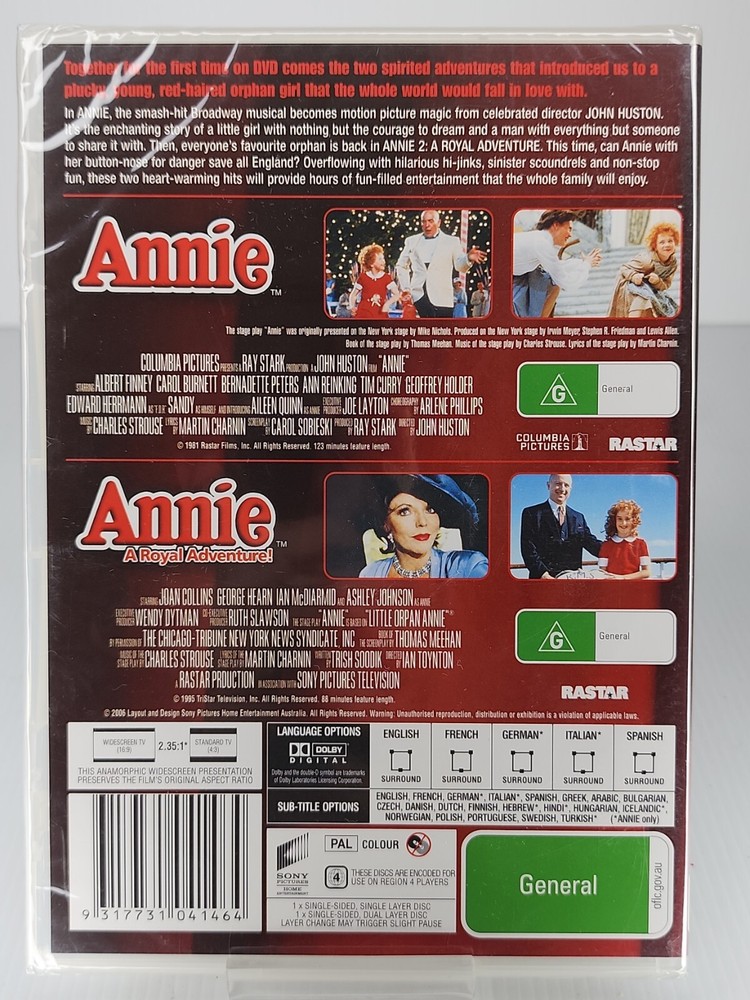 Together for the first time on DVD comes the two spirited adventures that introduced us to a
plucky, young, red-haired orphan girl that the whole world would fall in love with.
In ANNIE, the smash-hit Broadway musical becomes motion picture magic from celebrated director JOHN HUSTON.
It's the enchanting story of a little girl with nothing but the courage to dream and a man with everything but someone
to share it with. Then, everyone's favourite orphan is back in ANNIE 2: A ROYAL ADVENTURE. This time, can Annie with
her button-nose for danger save all England? Overflowing with hilarious hi-jinks, sinister scoundrels and non-stop
fun, these two heart-warming hits will provide hours of fun-filled entertainment that the whole family will enjoy.
Annie TM
The stage play "Annie" was originally presented on the New York stage by Mike Nichols. Produced on the New York stage by Irwin Meyer, Stephen R. Friedman and Lewis Allen.
Book of the stage play by Thomas Meehan. Music of the stage play by Charles Strouse. Lyrics of the stage play by Martin Charnin.
COLUMBIA PICTURES PRESENTS A RAY STARK PRODUCTION A JOHN HUSTON FILM "ANNIE"
STARRING ALBERT FINNEY CAROL BURNETT BERNADETTE PETERS ANN REINKING TIM CURRY GEOFFREY HOLDER
EDWARD HERRMANN AS "F.D.R." SANDY AS HIMSELF AND INTRODUCING AILEEN QUINN AS ANNIE EXECUTIVE PRODUCER JOE LAYTON CHOREOGRAPHY BY ARLENE PHILLIPS
MUSIC BY CHARLES STROUSE LYRICS BY MARTIN CHARNIN SCREENPLAY BY CAROL SOBIESKI PRODUCED BY RAY STARK DIRECTED BY JOHN HUSTON
© 1981 Rastar Films, Inc. All Rights Reserved. 123 minutes feature length.
G General
COLUMBIA PICTURES RASTAR
Annie TM
A Royal Adventure!
STARRING JOAN COLLINS GEORGE HEARN IAN McDIARMID AND ASHLEY JOHNSON AS ANNIE
EXECUTIVE PRODUCER WENDY DYTMAN CO-EXECUTIVE PRODUCER RUTH SLAWSON "ANNIE" IS BASED ON "LITTLE ORPAN ANNIE"®
BY PERMISSION OF THE CHICAGO-TRIBUNE NEW YORK NEWS SYNDICATE, INC BOOK OF THE SCREENPLAY BY THOMAS MEEHAN
MUSIC OF THE STAGE PLAY BY CHARLES STROUSE LYRICS OF THE STAGE PLAY BY MARTIN CHARNIN WRITTEN BY TRISH SOODIK DIRECTED BY IAN TOYNTON
A RASTAR PRDUCTION IN ASSOCIATION WITH SONY PICTURES TELEVISION
© 1995 TriStar Television, Inc. All Rights Reserved. 88 minutes feature length.
G General
RASTAR
© 2006 Layout and Design Sony Pictures Home Entertainment Australia. All Rights Reserved. Warning: Unauthorised reproduction, distribution or exhibition is a violation of applicable laws.
WIDESCREEN TV (16:9) 2.35:1* STANDARD TV (4:3)
THIS ANAMORPHIC WIDESCREEN PRESENTATION
PRESERVES THE FILM'S ORIGINAL ASPECT RATIO
LANGUAGE OPTIONS
DOLBY DIGITAL
Dolby and the double-D symbol are trademarks
of Dolby Laboratories Licensing Corporation.
ENGLISH FRENCH GERMAN* ITALIAN* SPANISH
SURROUND SURROUND SURROUND SURROUND SURROUND
SUB-TITLE OPTIONS
ENGLISH, FRENCH, GERMAN*, ITALIAN*, SPANISH, GREEK, ARABIC, BULGARIAN,
CZECH, DANISH, DUTCH, FINNISH, HEBREW*, HINDI*, HUNGARIAN, ICELANDIC*,
NORWEGIAN, POLISH, PORTUGUESE, SWEDISH, TURKISH* (*ANNIE only)
9 317731 041464
SONY
PICTURES
HOME
ENTERTAINMENT
PAL COLOUR
4 THESE DISCS ARE ENCODED FOR
USE ON REGION 4 PLAYERS
1 x SINGLE-SIDED, SINGLE LAYER DISC
1 x SINGLE-SIDED, DUAL LAYER DISC
LAYER CHANGE MAY TRIGGER SLIGHT PAUSE
General
oflc.gov.au